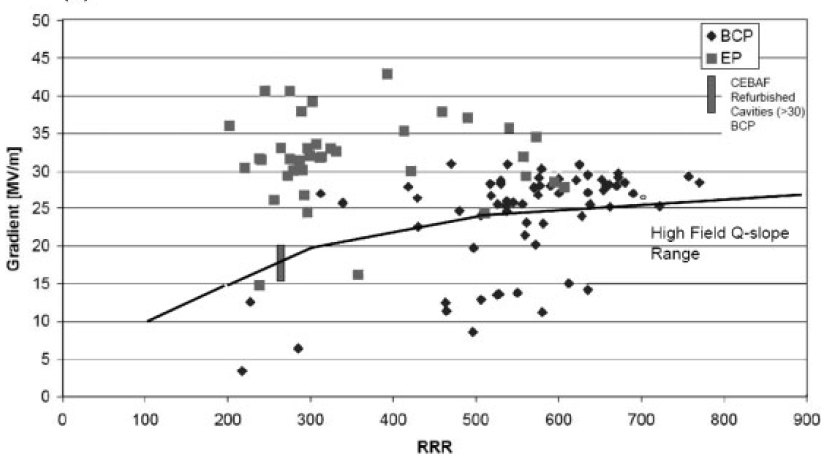 50
45
40
35
30
25
20
15
10
5
0
Gradient [MV/m]
BCP
EP
CEBAF
Refurbished
Cavities (>30)
BCP
High Field Q-slope
Range
0 100 200 300 400 500 600 700 800 900
RRR